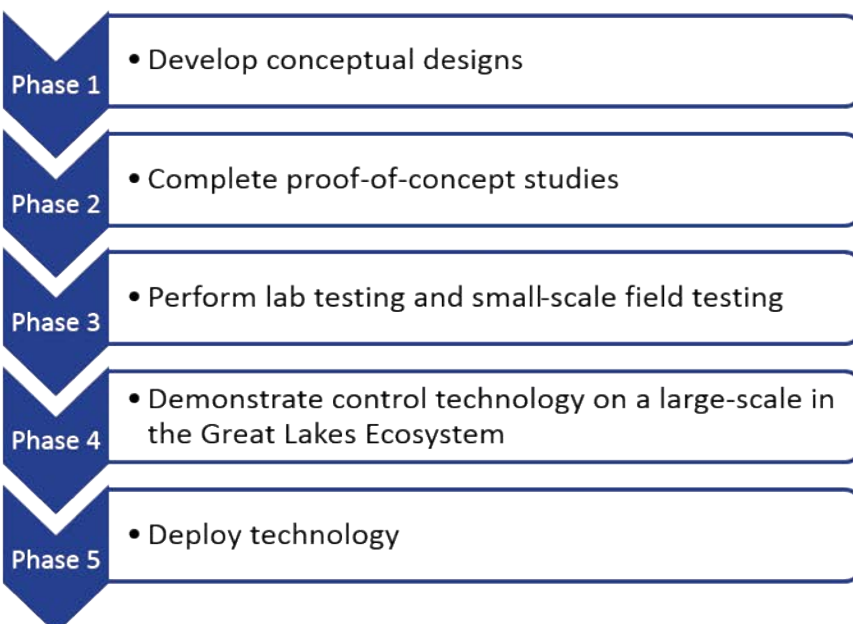 Phase 1
• Develop conceptual designs
Phase 2
• Complete proof-of-concept studies
Phase 3
• Perform lab testing and small-scale field testing
Phase 4
• Demonstrate control technology on a large-scale in
the Great Lakes Ecosystem
Phase 5
• Deploy technology